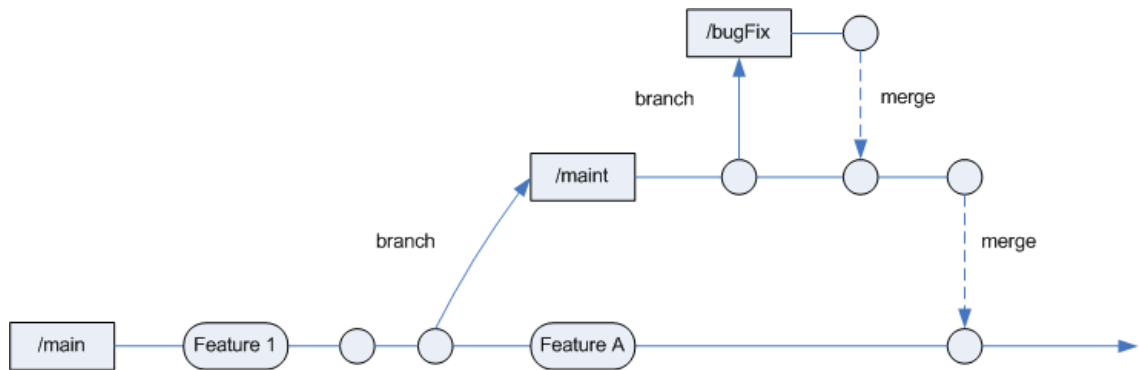 /bugFix
branch
merge
/maint
branch
merge
/main
Feature 1
Feature A